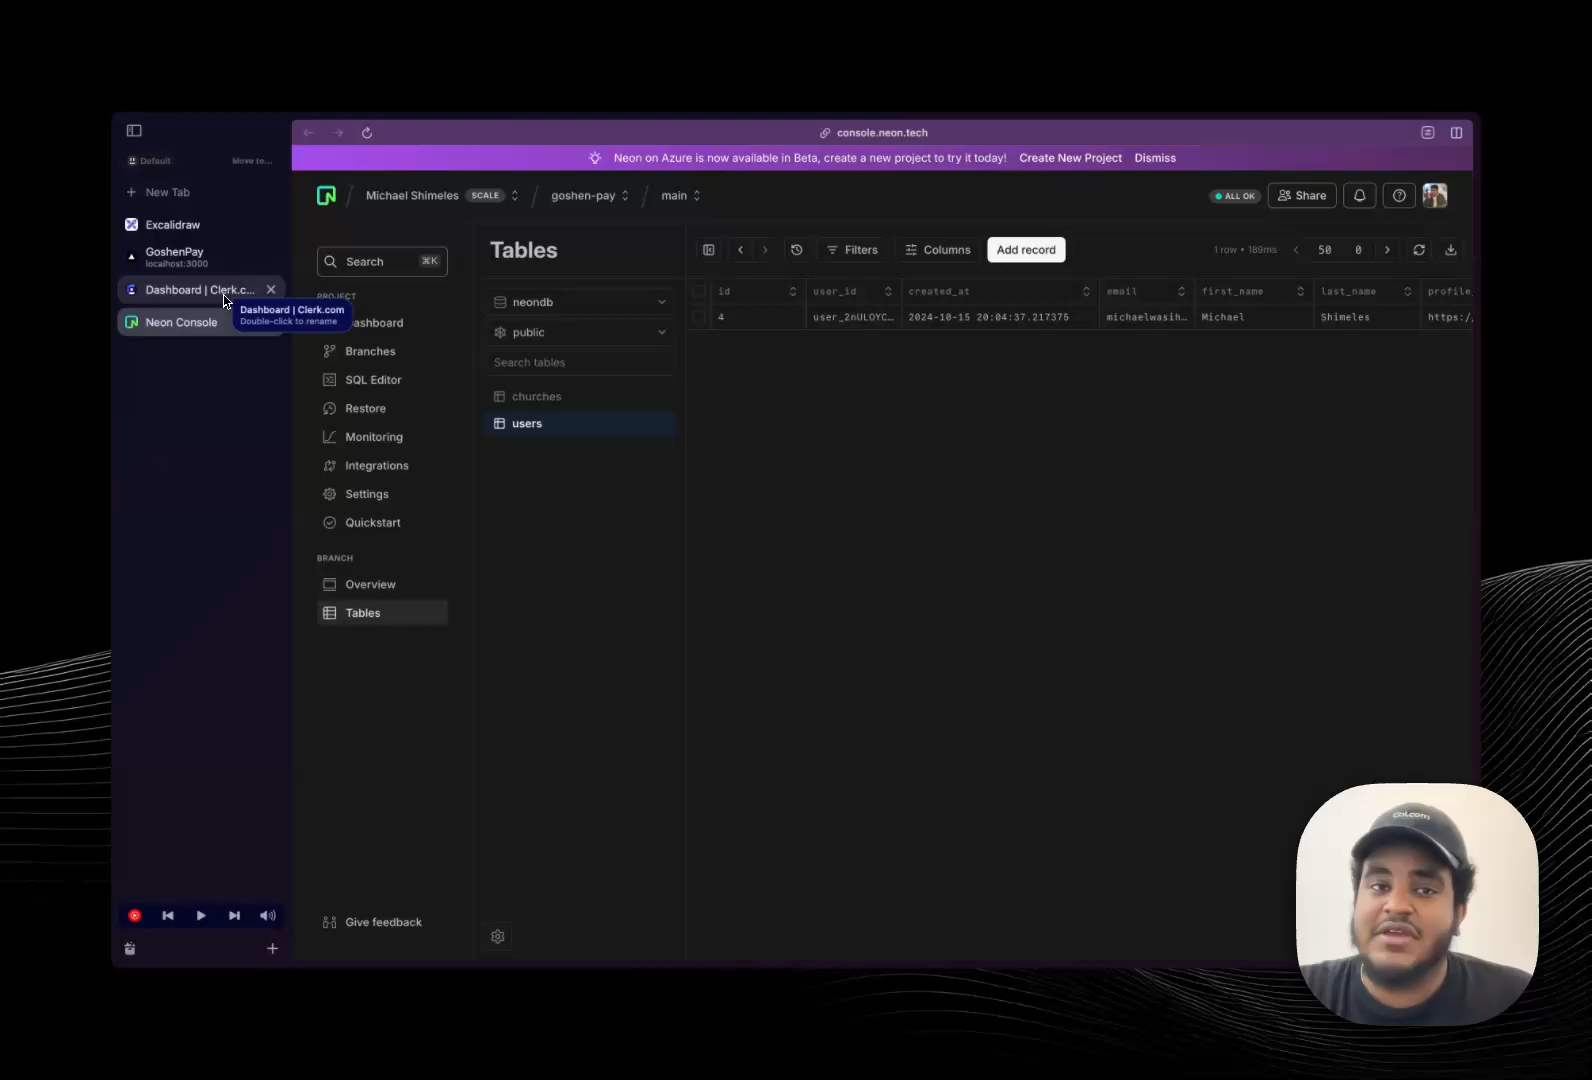 Default
Move to...
New Tab
Excalidraw
GoshenPay
localhost:3000
Dashboard | Clerk.c...
Dashboard | Clerk.com
Double-click to rename
Neon Console
console.neon.tech
Neon on Azure is now available in Beta, create a new project to try it today! Create New Project Dismiss
/ Michael Shimeles SCALE / goshen-pay / main
ALL OK
Share
Search ⌘K
PROJECT
ashboard
Branches
SQL Editor
Restore
Monitoring
Integrations
Settings
Quickstart
BRANCH
Overview
Tables
Give feedback
Tables
neondb
public
Search tables
churches
users
Filters Columns Add record 1 row • 189ms 50 0
id user_id created_at email first_name last_name profile_
4 user_2nULOYC… 2024-10-15 20:04:37.217375 michaelwasih… Michael Shimeles https:/